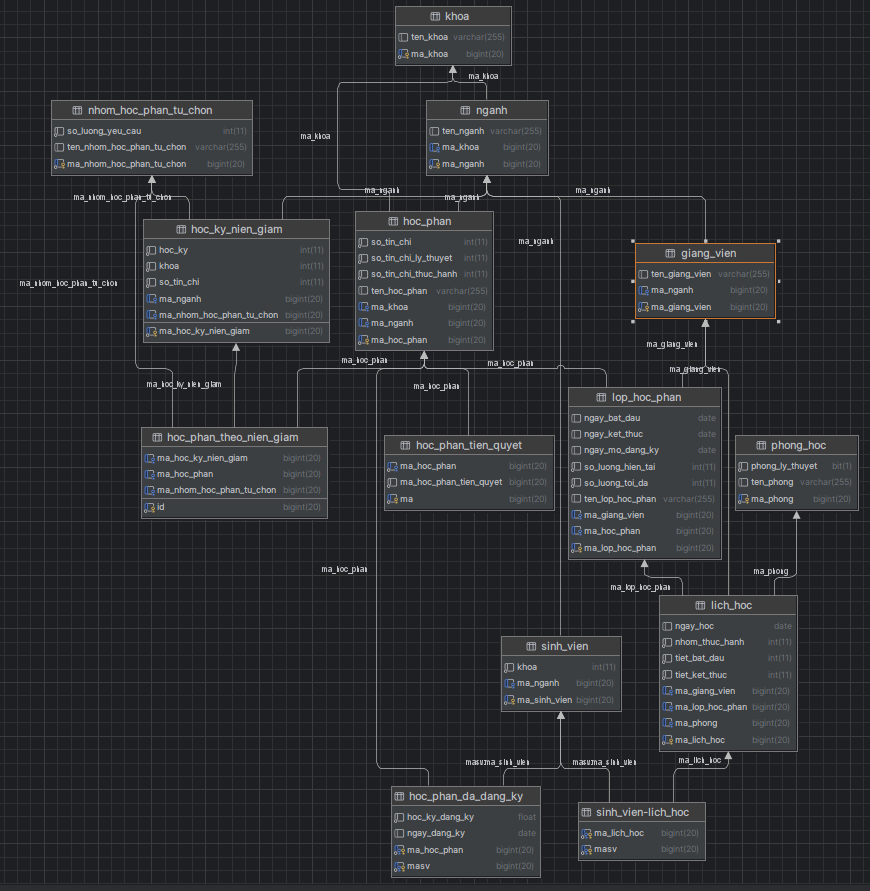 khoa
ten_khoa varchar(255)
ma_khoa bigint(20)
ma_khoa
nhom_hoc_phan_tu_chon
so_luong_yeu_cau int(11)
ten_nhom_hoc_phan_tu_chon varchar(255)
ma_nhom_hoc_phan_tu_chon bigint(20)
nganh
ten_nganh varchar(255)
ma_khoa bigint(20)
ma_nganh bigint(20)
ma_khoa
ma_nhom_hoc_phan_tu_chon
ma_nganh
ma_nganh
ma_nganh
hoc_ky_nien_giam
hoc_ky int(11)
khoa int(11)
so_tin_chi int(11)
ma_nganh bigint(20)
ma_nhom_hoc_phan_tu_chon bigint(20)
ma_hoc_ky_nien_giam bigint(20)
hoc_phan
so_tin_chi int(11)
so_tin_chi_ly_thuyet int(11)
so_tin_chi_thuc_hanh int(11)
ten_hoc_phan varchar(255)
ma_khoa bigint(20)
ma_nganh bigint(20)
ma_hoc_phan bigint(20)
ma_nganh
giang_vien
ten_giang_vien varchar(255)
ma_nganh bigint(20)
ma_giang_vien bigint(20)
ma_nhom_hoc_phan_tu_chon
ma_giang_vien
ma_hoc_phan
ma_hoc_phan
ma_giang_vien
ma_hoc_ky_nien_giam
ma_hoc_phan
hoc_phan_theo_nien_giam
ma_hoc_ky_nien_giam bigint(20)
ma_hoc_phan bigint(20)
ma_nhom_hoc_phan_tu_chon bigint(20)
id bigint(20)
hoc_phan_tien_quyet
ma_hoc_phan bigint(20)
ma_hoc_phan_tien_quyet bigint(20)
ma bigint(20)
lop_hoc_phan
ngay_bat_dau date
ngay_ket_thuc date
ngay_mo_dang_ky date
so_luong_hien_tai int(11)
so_luong_toi_da int(11)
ten_lop_hoc_phan varchar(255)
ma_giang_vien bigint(20)
ma_hoc_phan bigint(20)
ma_lop_hoc_phan bigint(20)
phong_hoc
phong_ly_thuyet bit(1)
ten_phong varchar(255)
ma_phong bigint(20)
ma_hoc_phan
ma_phong
ma_lop_hoc_phan
lich_hoc
ngay_hoc date
nhom_thuc_hanh int(11)
tiet_bat_dau int(11)
tiet_ket_thuc int(11)
ma_giang_vien bigint(20)
ma_lop_hoc_phan bigint(20)
ma_phong bigint(20)
ma_lich_hoc bigint(20)
sinh_vien
khoa int(11)
ma_nganh bigint(20)
ma_sinh_vien bigint(20)
masv:ma_sinh_vien
masv:ma_sinh_vien
ma_lich_hoc
hoc_phan_da_dang_ky
hoc_ky_dang_ky float
ngay_dang_ky date
ma_hoc_phan bigint(20)
masv bigint(20)
sinh_vien-lich_hoc
ma_lich_hoc bigint(20)
masv bigint(20)